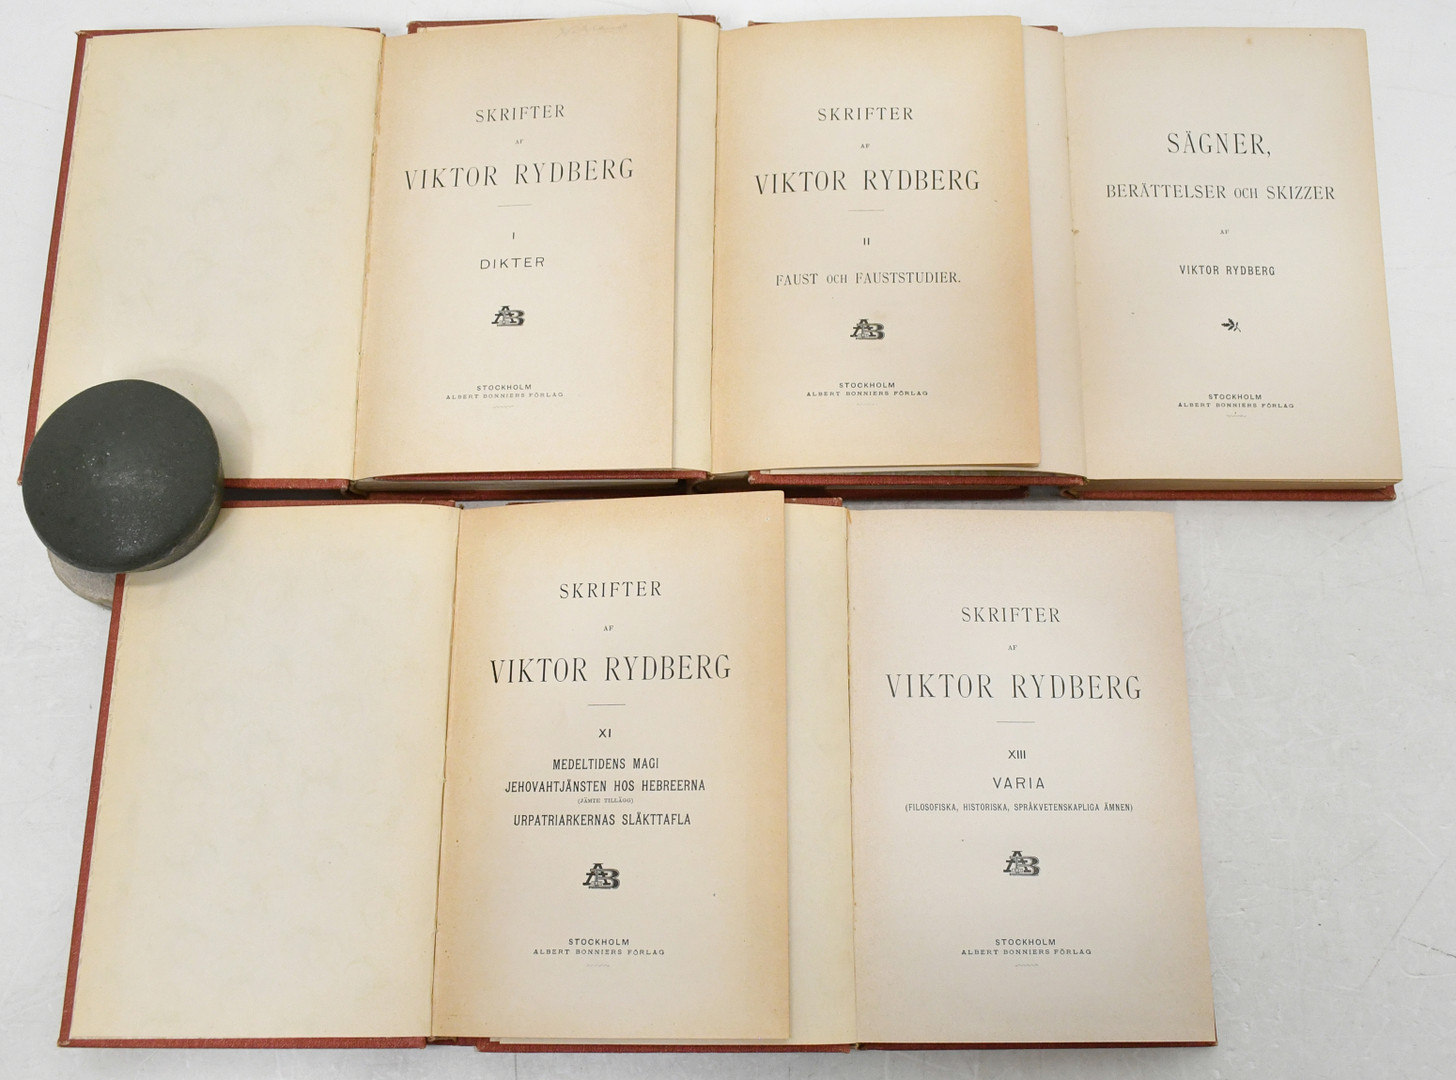 SKRIFTER
AF
VIKTOR RYDBERG
I
DIKTER
AB
STOCKHOLM
ALBERT BONNIERS FÖRLAG
SKRIFTER
AF
VIKTOR RYDBERG
II
FAUST OCH FAUSTSTUDIER.
AB
STOCKHOLM
ALBERT BONNIERS FÖRLAG
SÄGNER,
BERÄTTELSER OCH SKIZZER
AF
VIKTOR RYDBERG
STOCKHOLM
ALBERT BONNIERS FÖRLAG
SKRIFTER
AF
VIKTOR RYDBERG
XI
MEDELTIDENS MAGI
JEHOVAHTJÄNSTEN HOS HEBREERNA
(JÄMTE TILLÄGG)
URPATRIARKERNAS SLÄKTTAFLA
AB
STOCKHOLM
ALBERT BONNIERS FÖRLAG
SKRIFTER
AF
VIKTOR RYDBERG
XIII
VARIA
(FILOSOFISKA, HISTORISKA, SPRÅKVETENSKAPLIGA ÄMNEN)
AB
STOCKHOLM
ALBERT BONNIERS FÖRLAG